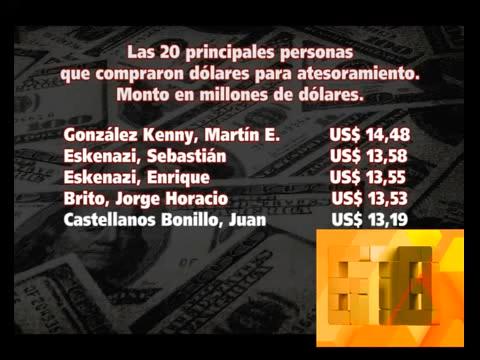 Las 20 principales personas
que compraron dólares para atesoramiento.
Monto en millones de dólares.
González Kenny, Martín E. US$ 14,48
Eskenazi, Sebastián US$ 13,58
Eskenazi, Enrique US$ 13,55
Brito, Jorge Horacio US$ 13,53
Castellanos Bonillo, Juan US$ 13,19